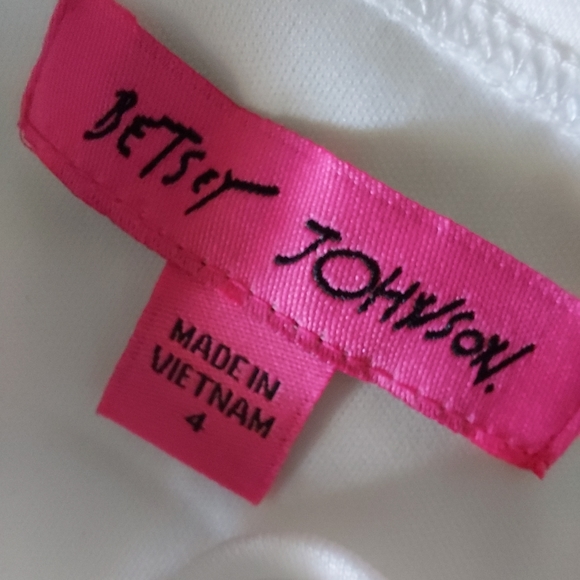 BETSEY JOHNSON.
MADE IN
VIETNAM
4